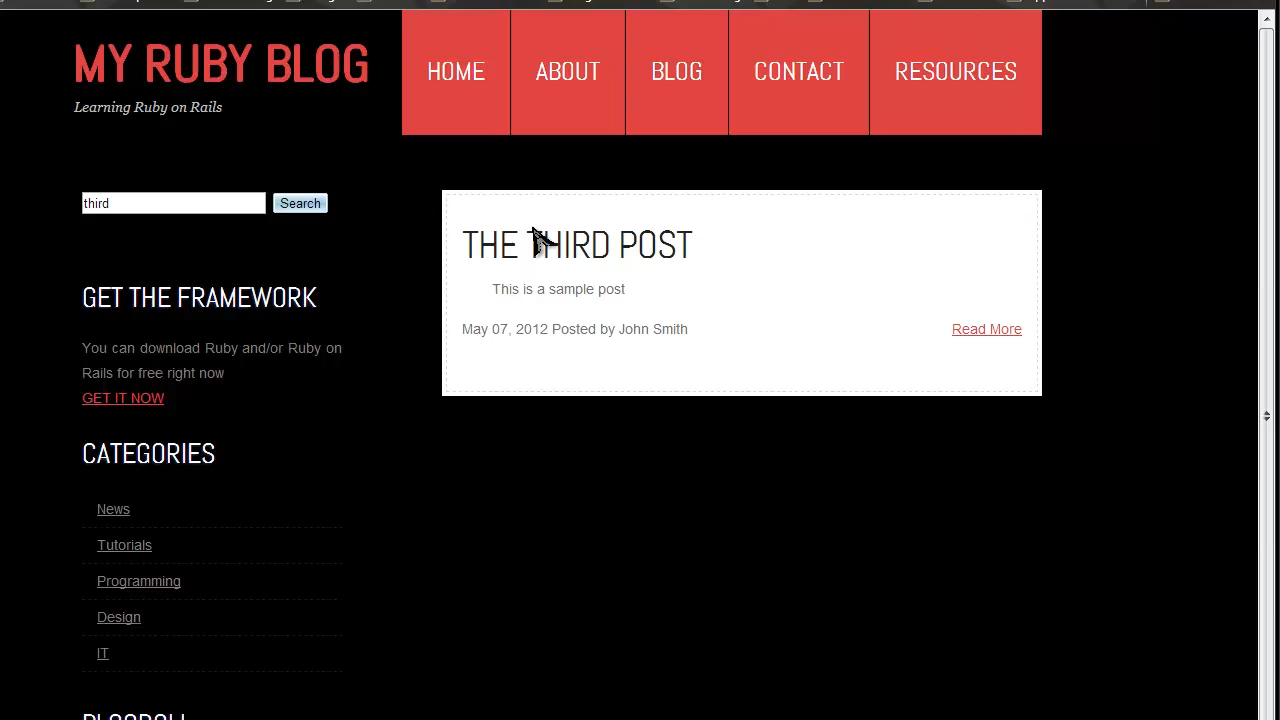 MY RUBY BLOG
Learning Ruby on Rails
HOME
ABOUT
BLOG
CONTACT
RESOURCES
third
Search
GET THE FRAMEWORK
You can download Ruby and/or Ruby on
Rails for free right now
GET IT NOW
CATEGORIES
News
Tutorials
Programming
Design
IT
THE THIRD POST
This is a sample post
May 07, 2012 Posted by John Smith
Read More